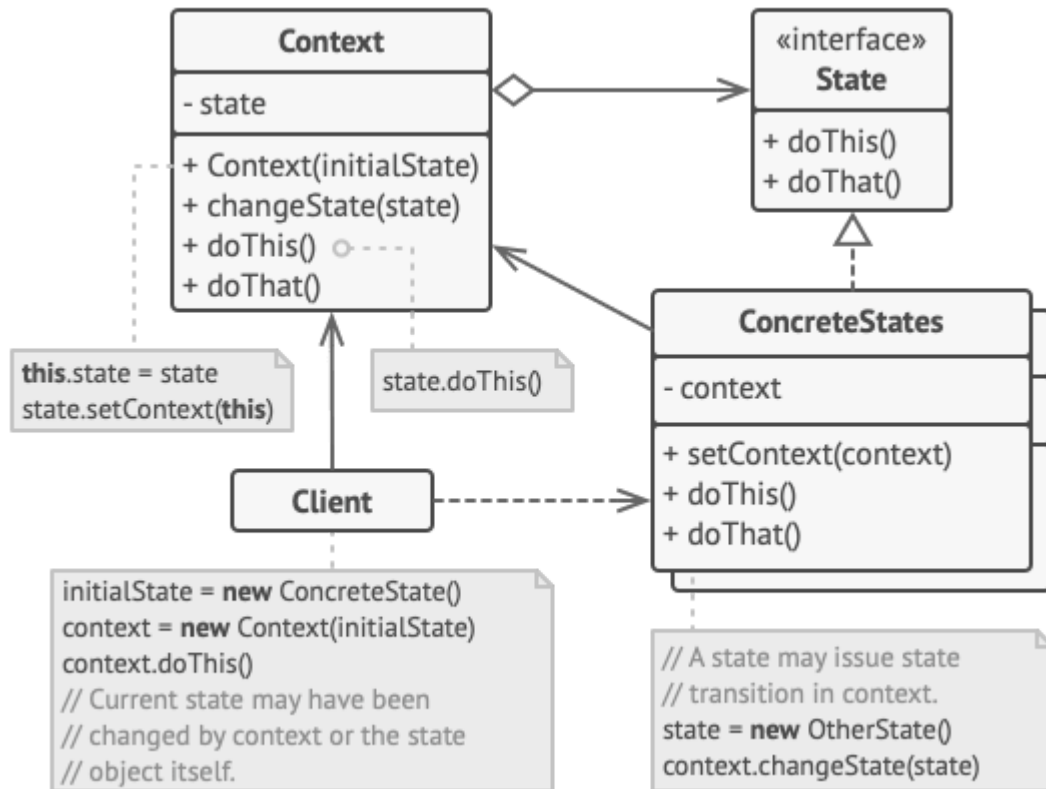 Context
- state
+ Context(initialState)
+ changeState(state)
+ doThis()
+ doThat()
«interface»
State
+ doThis()
+ doThat()
this.state = state
state.setContext(this)
state.doThis()
ConcreteStates
- context
+ setContext(context)
+ doThis()
+ doThat()
Client
initialState = new ConcreteState()
context = new Context(initialState)
context.doThis()
// Current state may have been
// changed by context or the state
// object itself.
// A state may issue state
// transition in context.
state = new OtherState()
context.changeState(state)